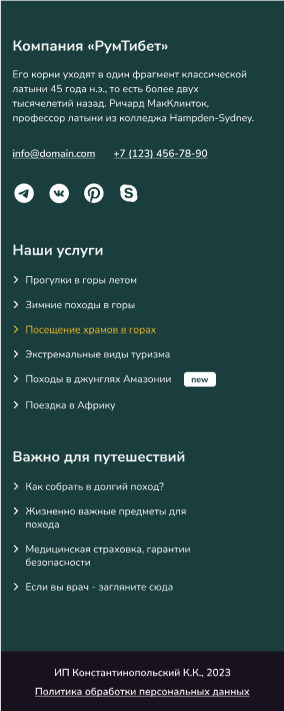 Компания «РумТибет»
Его корни уходят в один фрагмент классической
латыни 45 года н.э., то есть более двух
тысячелетий назад. Ричард МакКлинток,
профессор латыни из колледжа Hampden-Sydney.
info@domain.com +7 (123) 456-78-90
Наши услуги
Прогулки в горы летом
Зимние походы в горы
Посещение храмов в горах
Экстремальные виды туризма
Походы в джунглях Амазонии new
Поездка в Африку
Важно для путешествий
Как собрать в долгий поход?
Жизненно важные предметы для
похода
Медицинская страховка, гарантии
безопасности
Если вы врач - загляните сюда
ИП Константинопольский К.К., 2023
Политика обработки персональных данных